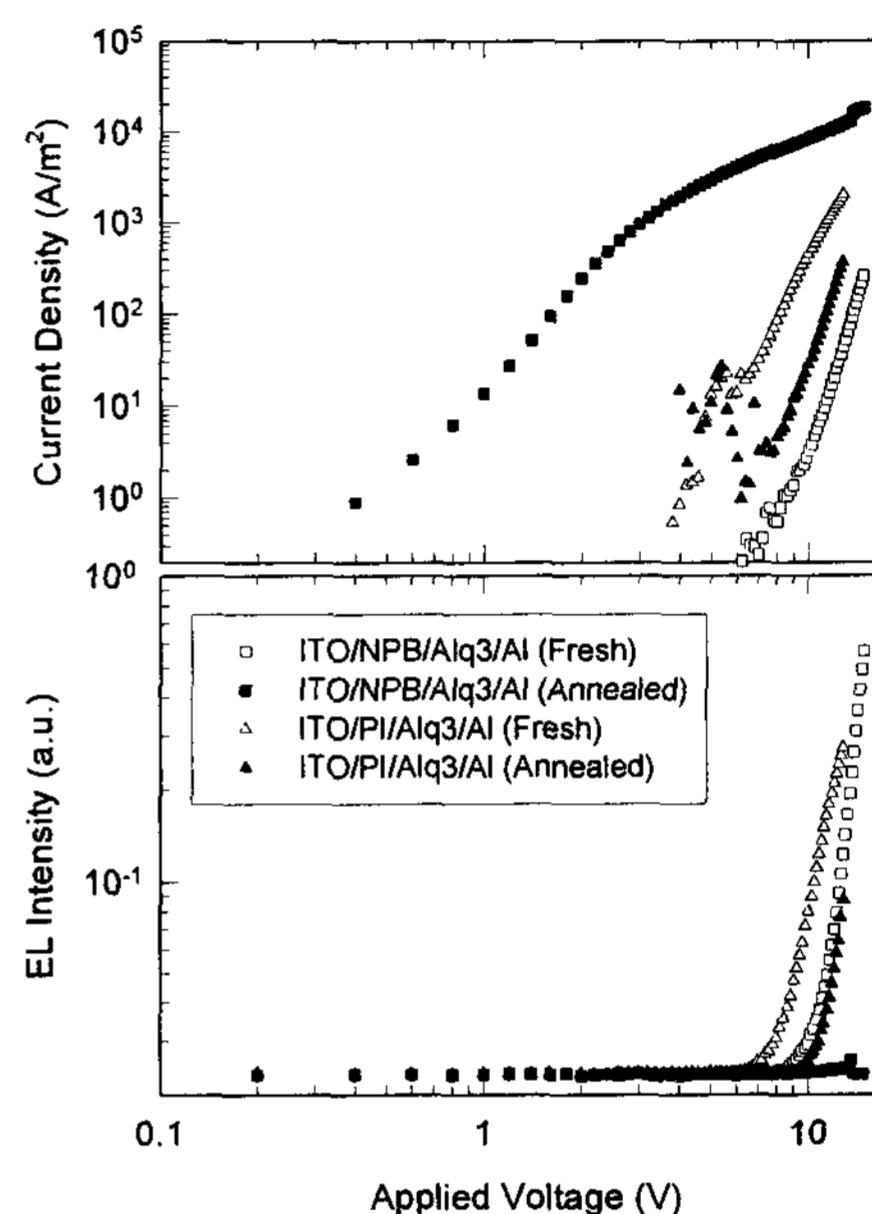 10⁵
10⁴
10³
10²
10¹
10⁰
Current Density (A/m²)
10⁰
10⁻¹
EL Intensity (a.u.)
ITO/NPB/Alq3/Al (Fresh)
ITO/NPB/Alq3/Al (Annealed)
ITO/PI/Alq3/Al (Fresh)
ITO/PI/Alq3/Al (Annealed)
0.1 1 10
Applied Voltage (V)